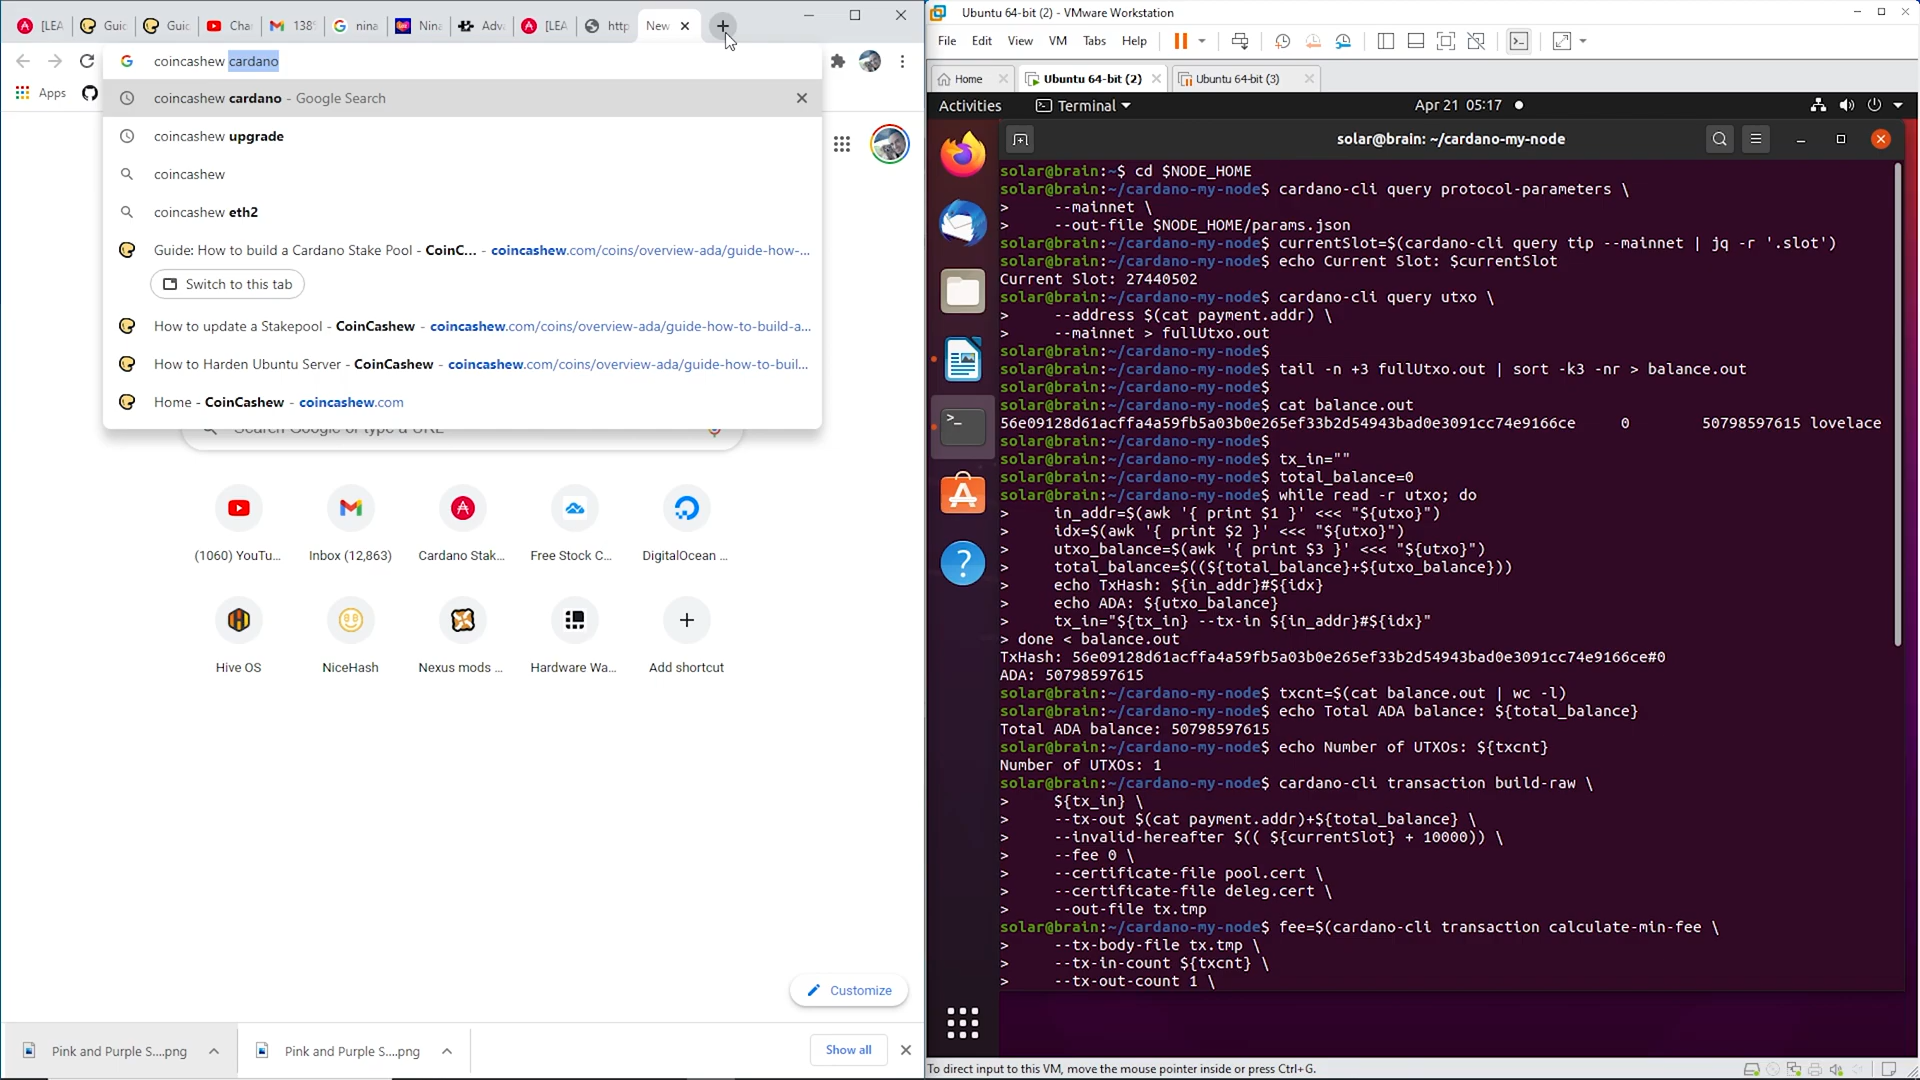 [LEA
Guic
Guic
Cha
138
nina
Nina
Adv
[LEA
http
New
coincashew cardano
Apps
coincashew cardano - Google Search
coincashew upgrade
coincashew
coincashew eth2
Guide: How to build a Cardano Stake Pool - CoinC... - coincashew.com/coins/overview-ada/guide-how-...
Switch to this tab
How to update a Stakepool - CoinCashew - coincashew.com/coins/overview-ada/guide-how-to-build-a...
How to Harden Ubuntu Server - CoinCashew - coincashew.com/coins/overview-ada/guide-how-to-buil...
Home - CoinCashew - coincashew.com
Search Google or type a URL
(1060) YouTu...
Inbox (12,863)
Cardano Stak...
Free Stock C...
DigitalOcean ...
Hive OS
NiceHash
Nexus mods ...
Hardware Wa...
Add shortcut
Customize
Pink and Purple S....png
Pink and Purple S....png
Show all
Ubuntu 64-bit (2) - VMware Workstation
File Edit View VM Tabs Help
Home
Ubuntu 64-bit (2)
Ubuntu 64-bit (3)
Activities
Terminal
Apr 21 05:17
solar@brain: ~/cardano-my-node
solar@brain:~$ cd $NODE_HOME
solar@brain:~/cardano-my-node$ cardano-cli query protocol-parameters \
> --mainnet \
> --out-file $NODE_HOME/params.json
solar@brain:~/cardano-my-node$ currentSlot=$(cardano-cli query tip --mainnet | jq -r '.slot')
solar@brain:~/cardano-my-node$ echo Current Slot: $currentSlot
Current Slot: 27440502
solar@brain:~/cardano-my-node$ cardano-cli query utxo \
> --address $(cat payment.addr) \
> --mainnet > fullUtxo.out
solar@brain:~/cardano-my-node$
solar@brain:~/cardano-my-node$ tail -n +3 fullUtxo.out | sort -k3 -nr > balance.out
solar@brain:~/cardano-my-node$
solar@brain:~/cardano-my-node$ cat balance.out
56e09128d61acffa4a59fb5a03b0e265ef33b2d54943bad0e3091cc74e9166ce 0 50798597615 lovelace
solar@brain:~/cardano-my-node$
solar@brain:~/cardano-my-node$ tx_in=""
solar@brain:~/cardano-my-node$ total_balance=0
solar@brain:~/cardano-my-node$ while read -r utxo; do
> in_addr=$(awk '{ print $1 }' <<< "${utxo}")
> idx=$(awk '{ print $2 }' <<< "${utxo}")
> utxo_balance=$(awk '{ print $3 }' <<< "${utxo}")
> total_balance=$((${total_balance}+${utxo_balance}))
> echo TxHash: ${in_addr}#${idx}
> echo ADA: ${utxo_balance}
> tx_in="${tx_in} --tx-in ${in_addr}#${idx}"
> done < balance.out
TxHash: 56e09128d61acffa4a59fb5a03b0e265ef33b2d54943bad0e3091cc74e9166ce#0
ADA: 50798597615
solar@brain:~/cardano-my-node$ txcnt=$(cat balance.out | wc -l)
solar@brain:~/cardano-my-node$ echo Total ADA balance: ${total_balance}
Total ADA balance: 50798597615
solar@brain:~/cardano-my-node$ echo Number of UTXOs: ${txcnt}
Number of UTXOs: 1
solar@brain:~/cardano-my-node$ cardano-cli transaction build-raw \
> ${tx_in} \
> --tx-out $(cat payment.addr)+${total_balance} \
> --invalid-hereafter $(( ${currentSlot} + 10000)) \
> --fee 0 \
> --certificate-file pool.cert \
> --certificate-file deleg.cert \
> --out-file tx.tmp
solar@brain:~/cardano-my-node$ fee=$(cardano-cli transaction calculate-min-fee \
> --tx-body-file tx.tmp \
> --tx-in-count ${txcnt} \
> --tx-out-count 1 \
To direct input to this VM, move the mouse pointer inside or press Ctrl+G.